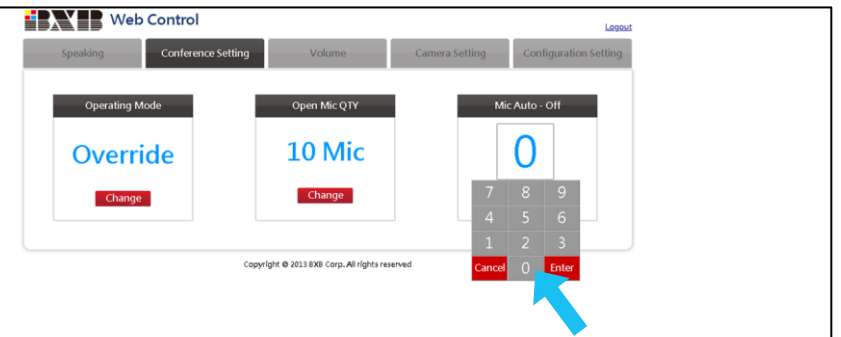 BXB Web Control
Logout
Speaking
Conference Setting
Volume
Camera Setting
Configuration Setting
Operating Mode
Override
Change
Open Mic QTY
10 Mic
Change
Mic Auto - Off
0
7 8 9
4 5 6
1 2 3
Cancel 0 Enter
Copyright © 2013 BXB Corp. All rights reserved